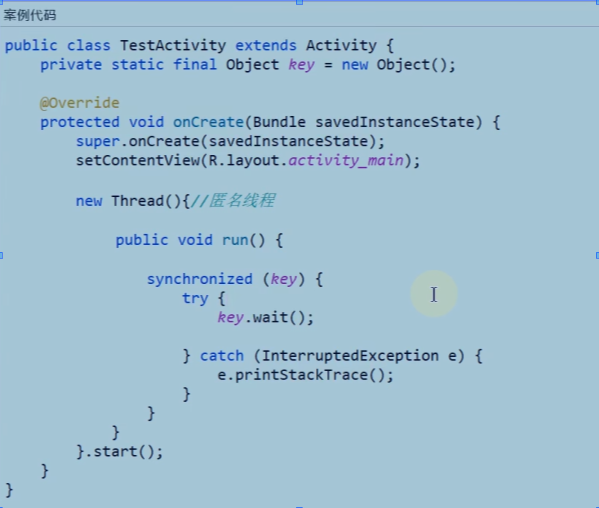 案例代码
public class TestActivity extends Activity {
    private static final Object key = new Object();
    @Override
    protected void onCreate(Bundle savedInstanceState) {
        super.onCreate(savedInstanceState);
        setContentView(R.layout.activity_main);
        new Thread(){//匿名线程
            public void run() {
                synchronized (key) {
                    try {
                        key.wait();
                    } catch (InterruptedException e) {
                        e.printStackTrace();
                    }
                }
            }
        }.start();
    }
}